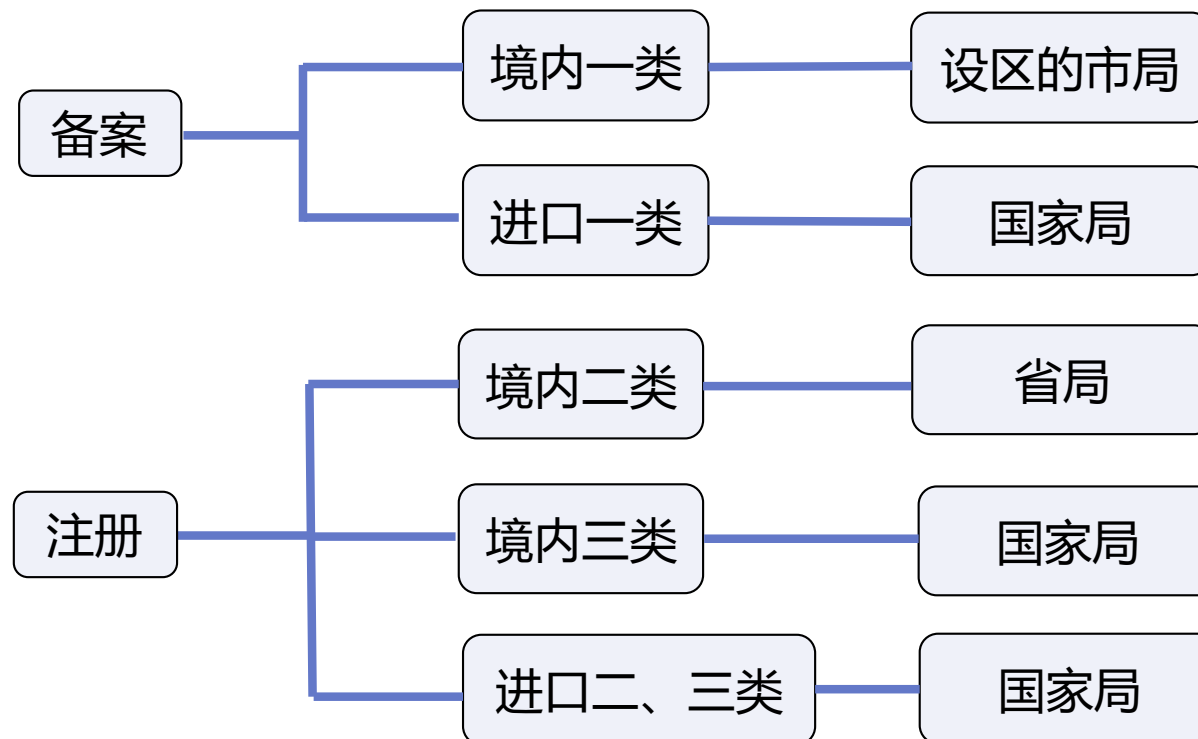 境内一类
设区的市局
备案
进口一类
国家局
境内二类
省局
注册
境内三类
国家局
进口二、三类
国家局